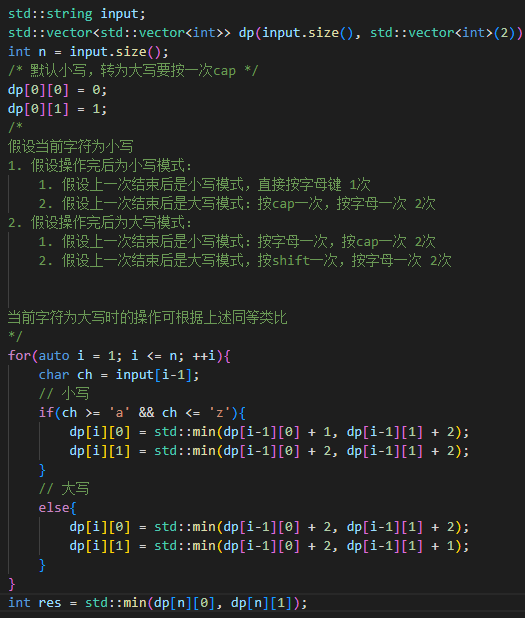 std::string input;
std::vector<std::vector<int>> dp(input.size(), std::vector<int>(2))
int n = input.size();
/* 默认小写，转为大写要按一次cap */
dp[0][0] = 0;
dp[0][1] = 1;
/*
假设当前字符为小写
1. 假设操作完后为小写模式：
1. 假设上一次结束后是小写模式，直接按字母键 1次
2. 假设上一次结束后是大写模式：按cap一次，按字母一次 2次
2. 假设操作完后为大写模式：
1. 假设上一次结束后是小写模式：按字母一次，按cap一次 2次
2. 假设上一次结束后是大写模式，按shift一次，按字母一次 2次
当前字符为大写时的操作可根据上述同等类比
*/
for(auto i = 1; i <= n; ++i){
char ch = input[i-1];
// 小写
if(ch >= 'a' && ch <= 'z'){
dp[i][0] = std::min(dp[i-1][0] + 1, dp[i-1][1] + 2);
dp[i][1] = std::min(dp[i-1][0] + 2, dp[i-1][1] + 2);
}
// 大写
else{
dp[i][0] = std::min(dp[i-1][0] + 2, dp[i-1][1] + 2);
dp[i][1] = std::min(dp[i-1][0] + 2, dp[i-1][1] + 1);
}
}
int res = std::min(dp[n][0], dp[n][1]);